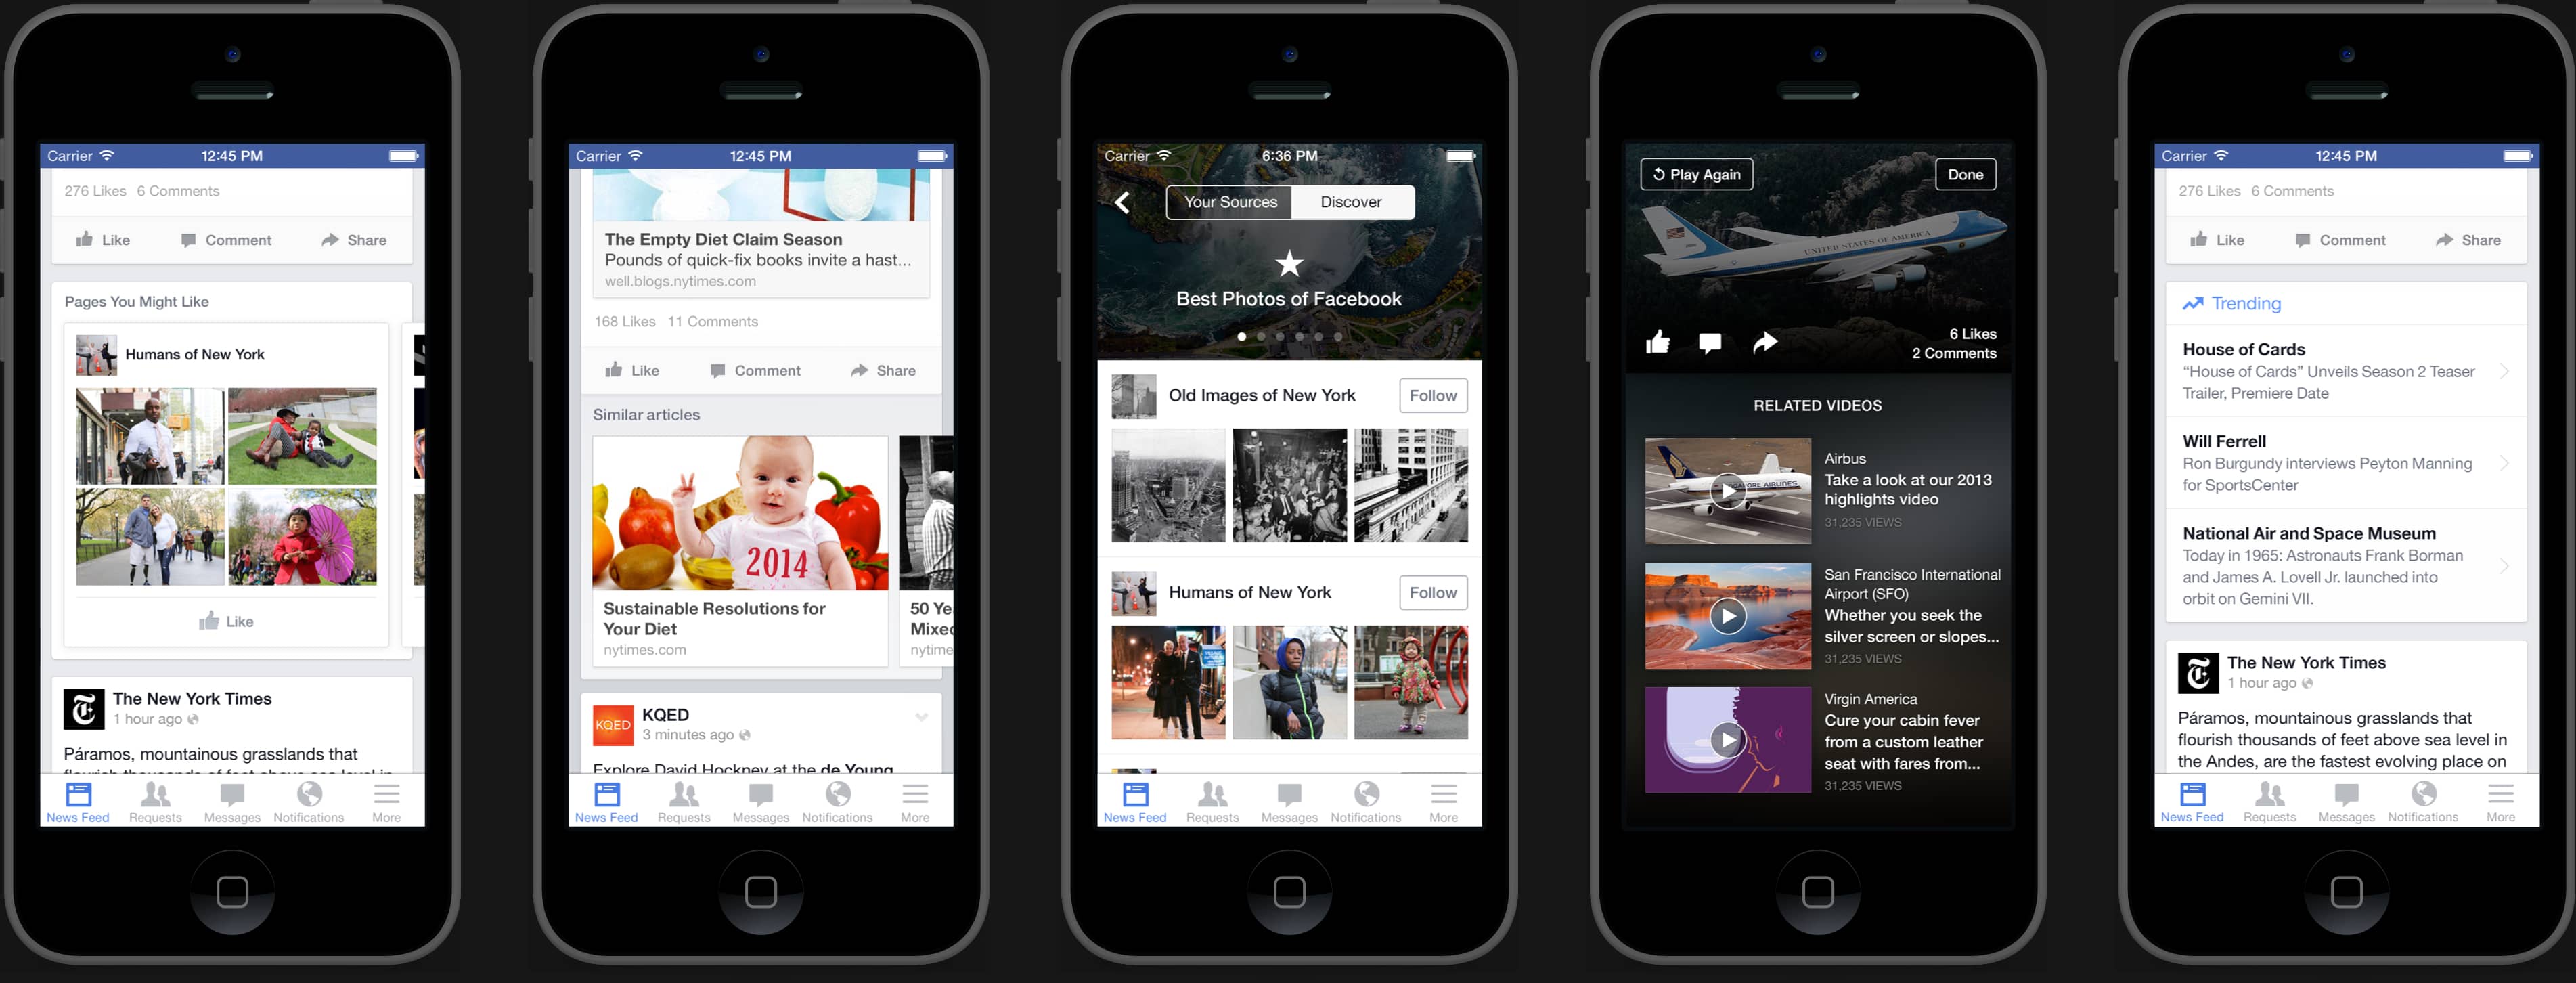 Carrier 12:45 PM
276 Likes 6 Comments
Like Comment Share
Pages You Might Like
Humans of New York
Like
The New York Times
1 hour ago
Páramos, mountainous grasslands that
flourish thousands of feet above sea level in
News Feed Requests Messages Notifications More
Carrier 12:45 PM
The Empty Diet Claim Season
Pounds of quick-fix books invite a hast...
well.blogs.nytimes.com
168 Likes 11 Comments
Like Comment Share
Similar articles
2014
Sustainable Resolutions for
Your Diet
nytimes.com
50 Ye
Mixed
nytime
KQED
KQED
3 minutes ago
Explore David Hockney at the de Young
News Feed Requests Messages Notifications More
Carrier 6:36 PM
Your Sources Discover
Best Photos of Facebook
Old Images of New York Follow
Humans of New York Follow
News Feed Requests Messages Notifications More
Play Again Done
UNITED STATES OF AMERICA
6 Likes
2 Comments
RELATED VIDEOS
SINGAPORE AIRLINES
Airbus
Take a look at our 2013
highlights video
31,235 VIEWS
San Francisco International
Airport (SFO)
Whether you seek the
silver screen or slopes...
31,235 VIEWS
Virgin America
Cure your cabin fever
from a custom leather
seat with fares from...
31,235 VIEWS
Carrier 12:45 PM
276 Likes 6 Comments
Like Comment Share
Trending
House of Cards
“House of Cards” Unveils Season 2 Teaser
Trailer, Premiere Date
Will Ferrell
Ron Burgundy interviews Peyton Manning
for SportsCenter
National Air and Space Museum
Today in 1965: Astronauts Frank Borman
and James A. Lovell Jr. launched into
orbit on Gemini VII.
The New York Times
1 hour ago
Páramos, mountainous grasslands that
flourish thousands of feet above sea level in
the Andes, are the fastest evolving place on
News Feed Requests Messages Notifications More